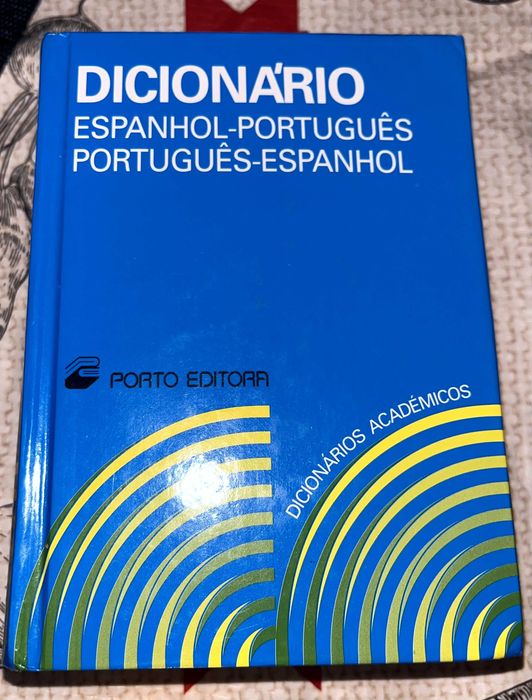 DICIONÁRIO
ESPANHOL-PORTUGUÊS
PORTUGUÊS-ESPANHOL
PORTO EDITORA
DICIONÁRIOS ACADÉMICOS